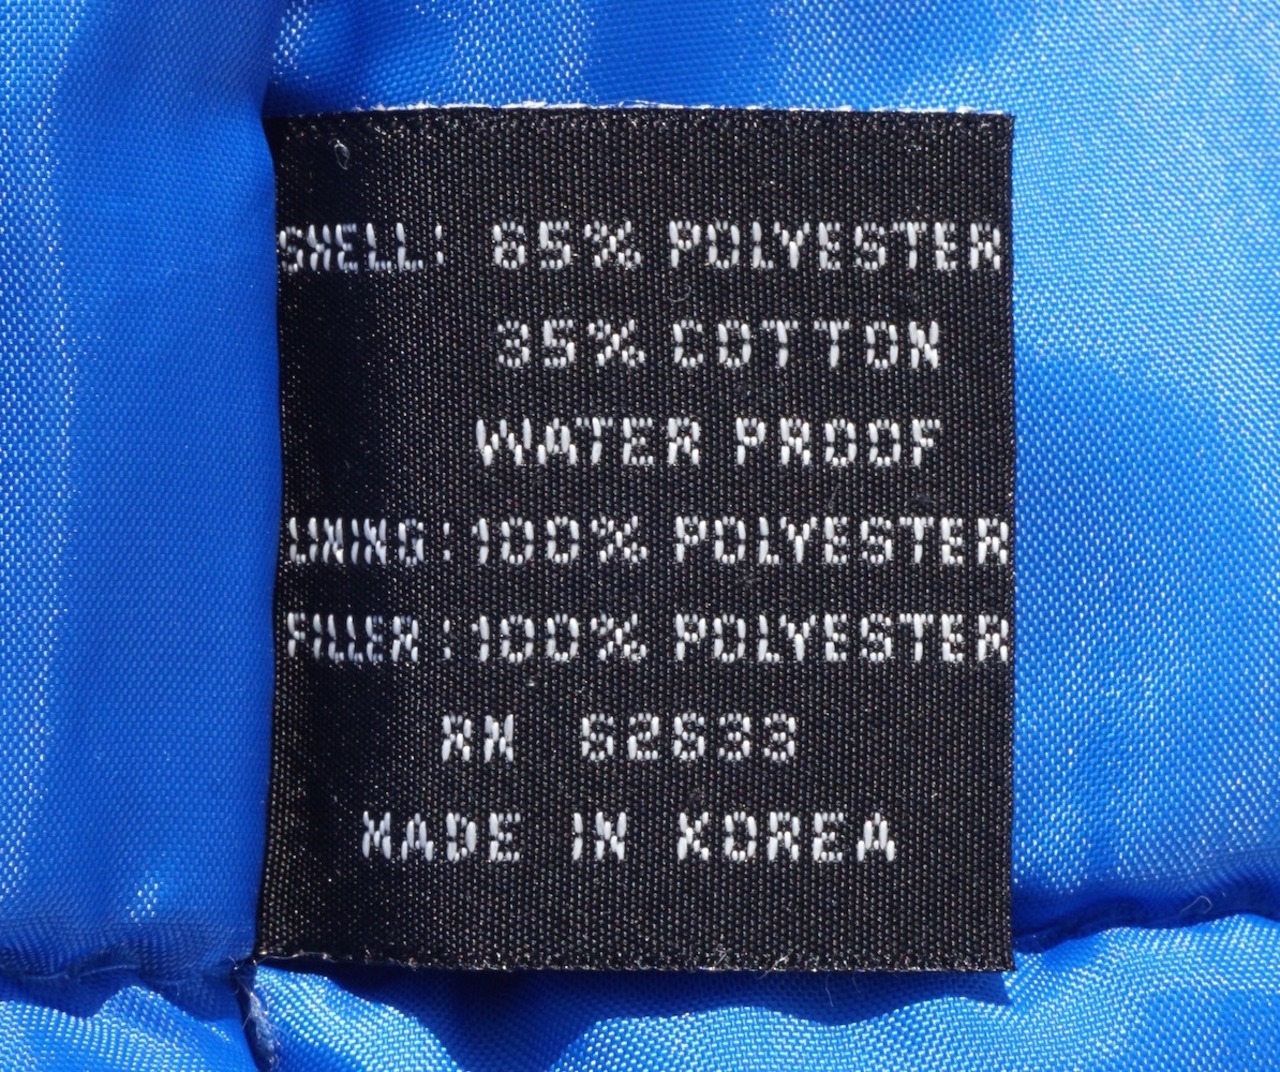 SHELL: 65% POLYESTER
35% COTTON
WATER PROOF
LINING: 100% POLYESTER
FILLER: 100% POLYESTER
RN 62633
MADE IN KOREA